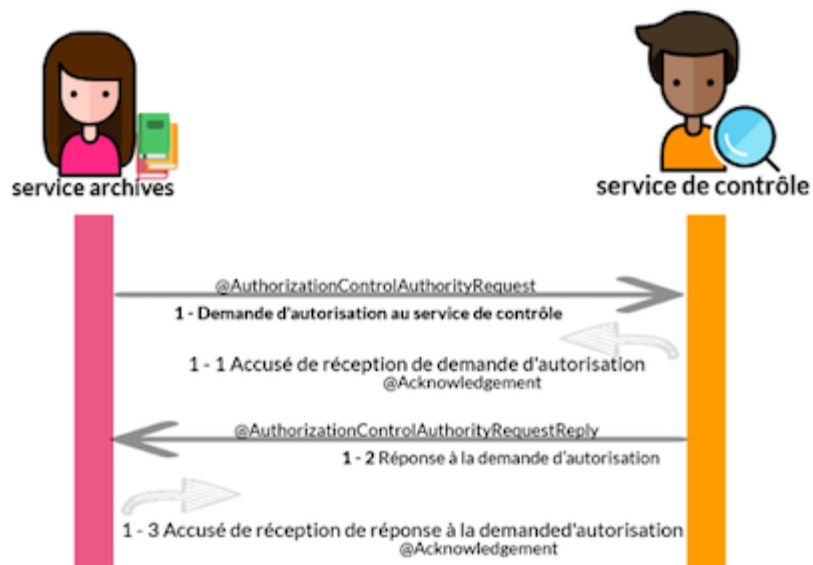 service archives
service de contrôle
@AuthorizationControlAuthorityRequest
1 - Demande d'autorisation au service de contrôle
1 - 1 Accusé de réception de demande d'autorisation
@Acknowledgement
@AuthorizationControlAuthorityRequestReply
1 - 2 Réponse à la demande d'autorisation
1 - 3 Accusé de réception de réponse à la demanded'autorisation
@Acknowledgement